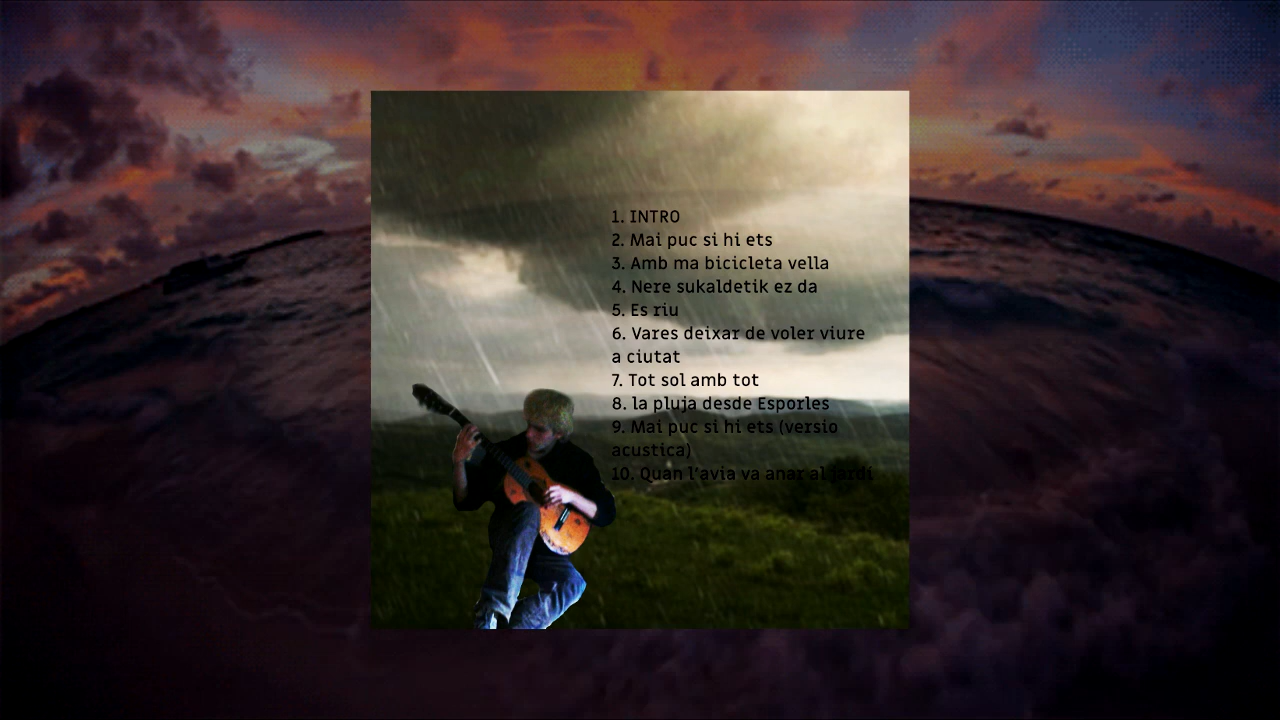 1. INTRO
2. Mai puc si hi ets
3. Amb ma bicicleta vella
4. Nere sukaldetik ez da
5. Es riu
6. Vares deixar de voler viure
a ciutat
7. Tot sol amb tot
8. la pluja desde Esporles
9. Mai puc si hi ets (versio
acustica)
10. Quan l'avia va anar al jardí